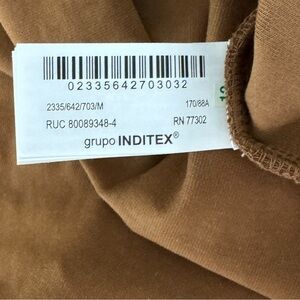 02335642703032
2335/642/703/M 170/88A
RUC 80089348-4 RN 77302
grupo INDITEX®